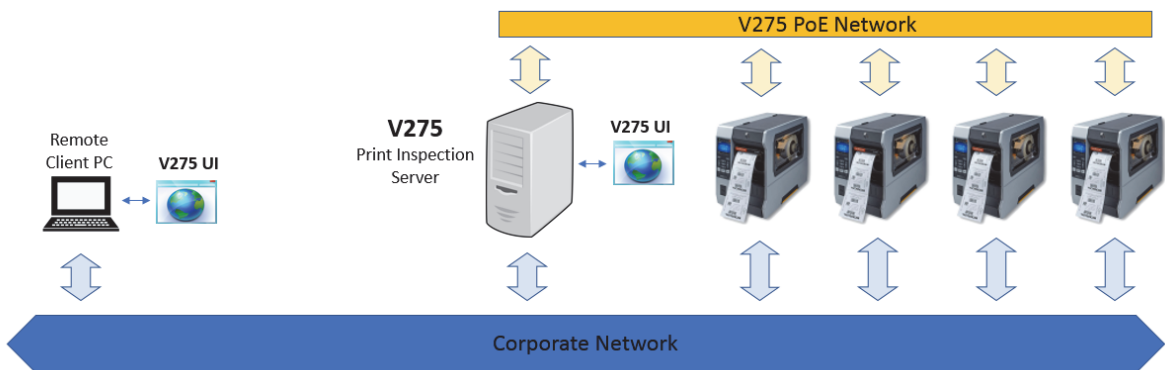 V275 PoE Network
Remote
Client PC
V275 UI
V275
Print Inspection
Server
V275 UI
Corporate Network